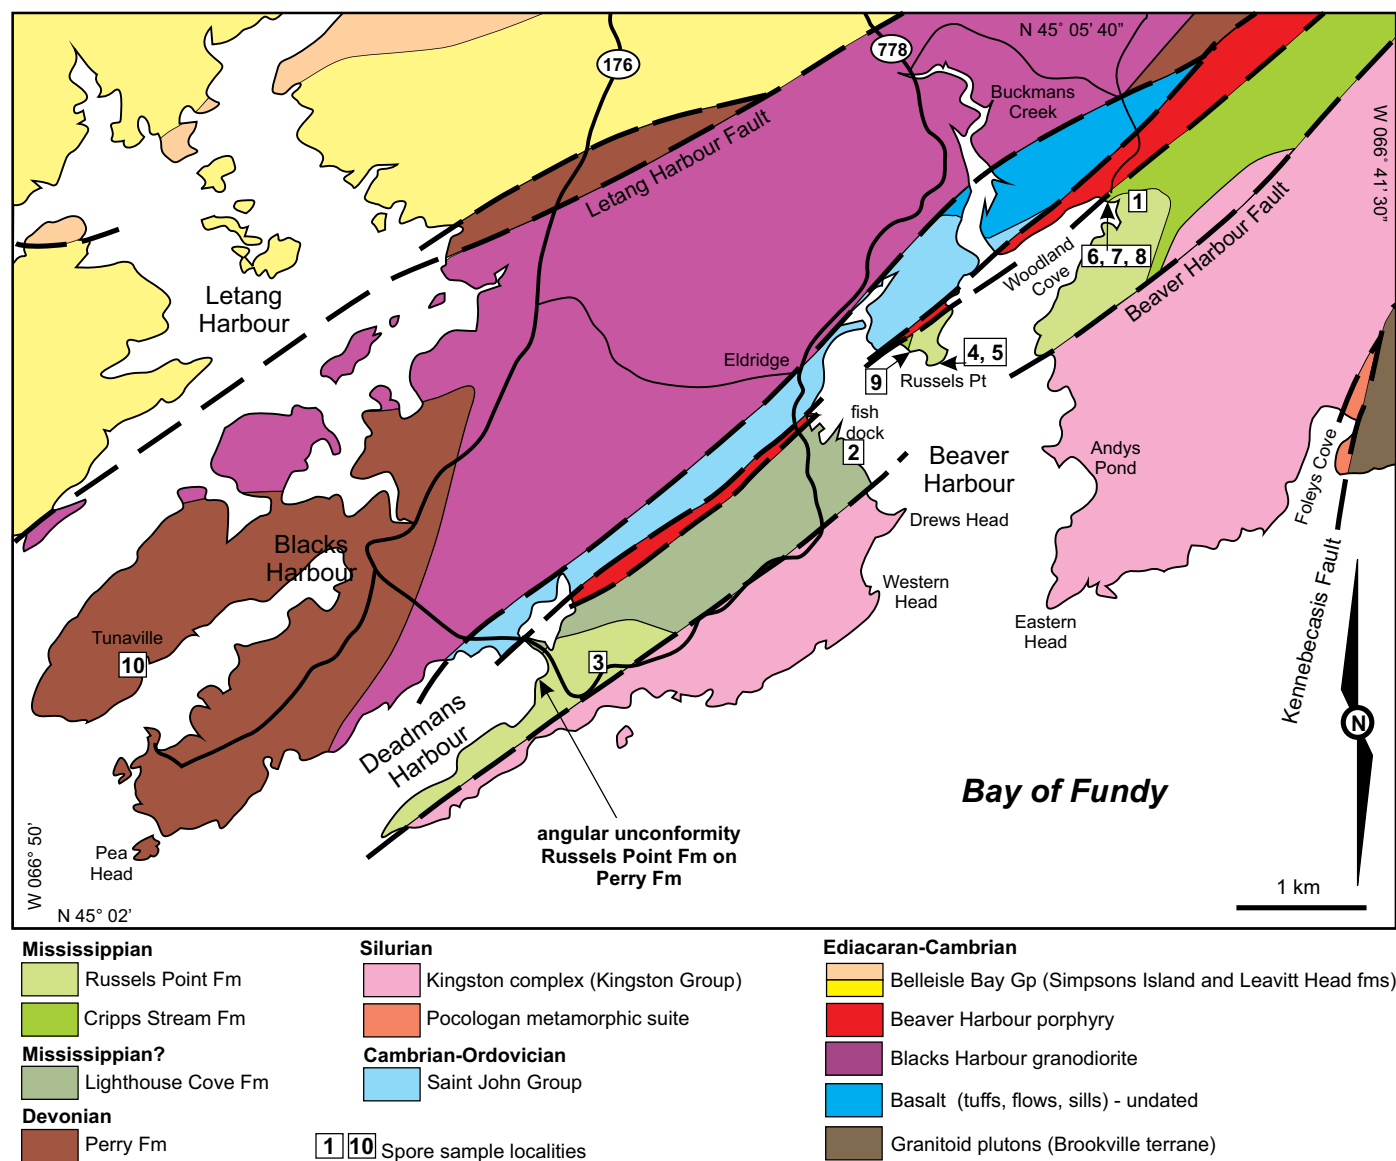 176
778
N 45° 05' 40”
Buckmans
Creek
W 066° 41' 30”
Letang Harbour Fault
1
6, 7, 8
Woodland
Cove
Beaver Harbour Fault
Letang
Harbour
Eldridge
4, 5
9
Russels Pt
fish
dock
2
Beaver
Harbour
Andys
Pond
Foleys Cove
Drews Head
Blacks
Harbour
Western
Head
Eastern
Head
Kennebecasis Fault
Tunaville
10
3
N
Deadmans
Harbour
Bay of Fundy
angular unconformity
Russels Point Fm on
Perry Fm
Pea
Head
W 066° 50'
N 45° 02'
1 km
Mississippian
Russels Point Fm
Cripps Stream Fm
Mississippian?
Lighthouse Cove Fm
Devonian
Perry Fm
Silurian
Kingston complex (Kingston Group)
Pocologan metamorphic suite
Cambrian-Ordovician
Saint John Group
1 10 Spore sample localities
Ediacaran-Cambrian
Belleisle Bay Gp (Simpsons Island and Leavitt Head fms)
Beaver Harbour porphyry
Blacks Harbour granodiorite
Basalt (tuffs, flows, sills) - undated
Granitoid plutons (Brookville terrane)